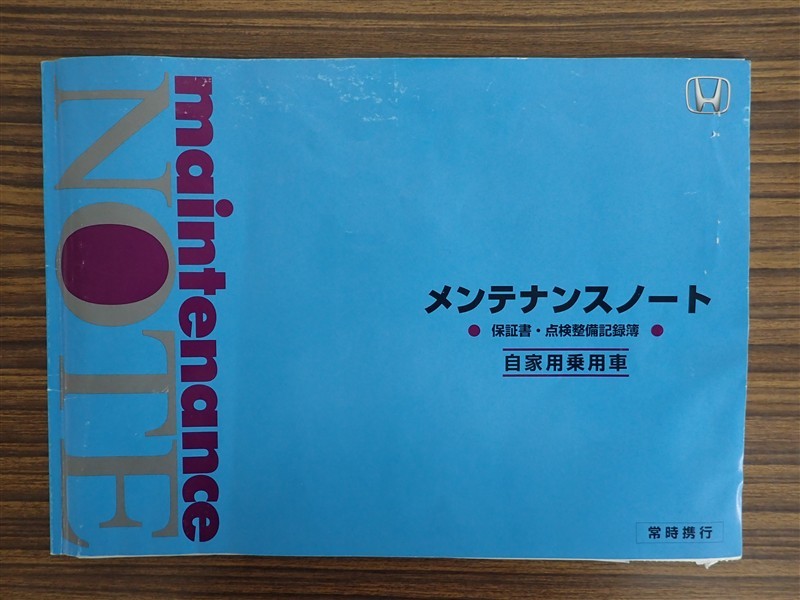 maintenance
NOTE
メンテナンスノート
● 保証書・点検整備記録簿 ●
自家用乗用車
常時携行